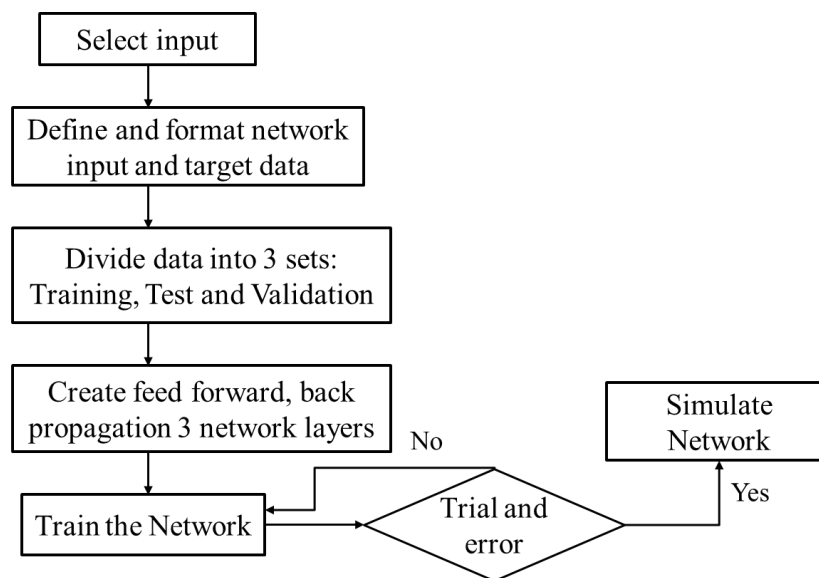 Select input
Define and format network
input and target data
Divide data into 3 sets:
Training, Test and Validation
Create feed forward, back
propagation 3 network layers
Train the Network
No
Trial and
error
Yes
Simulate
Network